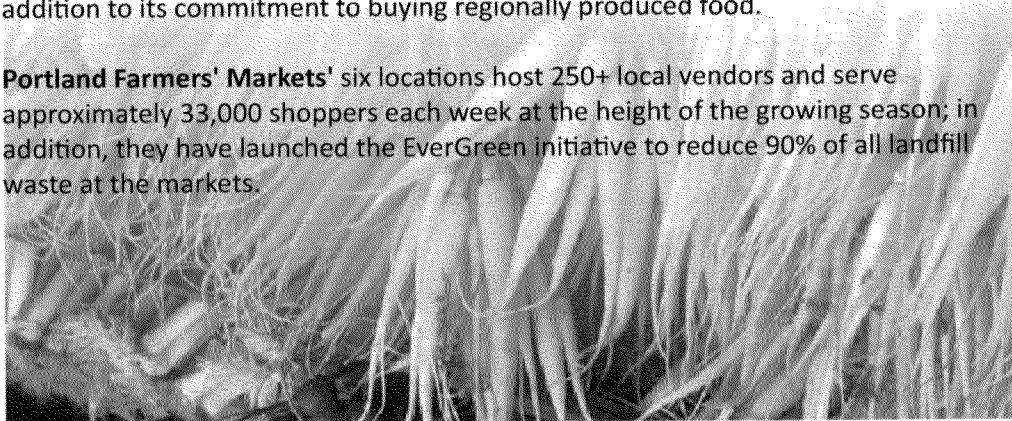 addition to its commitment to buying regionally produced food.
Portland Farmers' Markets' six locations host 250+ local vendors and serve
approximately 33,000 shoppers each week at the height of the growing season; in
addition, they have launched the EverGreen initiative to reduce 90% of all landfill
waste at the markets.